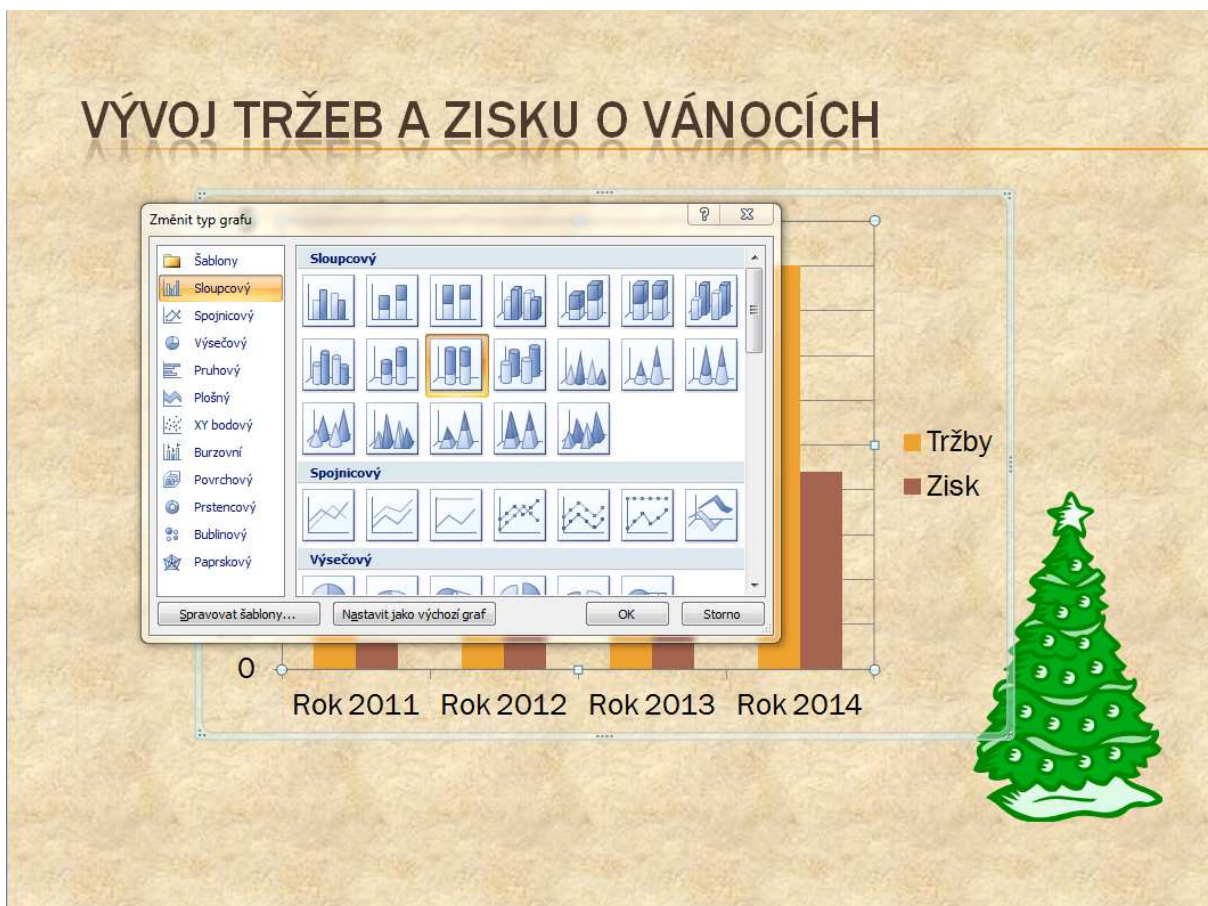 VÝVOJ TRŽEB A ZISKU O VÁNOCÍCH
Změnit typ grafu
Šablony
Sloupcový
Spojnicový
Výsečový
Pruhový
Plošný
XY bodový
Burzovní
Povrchový
Prstencový
Bublinový
Paprskový
Sloupcový
Spojnicový
Výsečový
Spravovat šablony...
Nastavit jako výchozí graf
OK
Storno
Tržby
Zisk
0
Rok 2011 Rok 2012 Rok 2013 Rok 2014